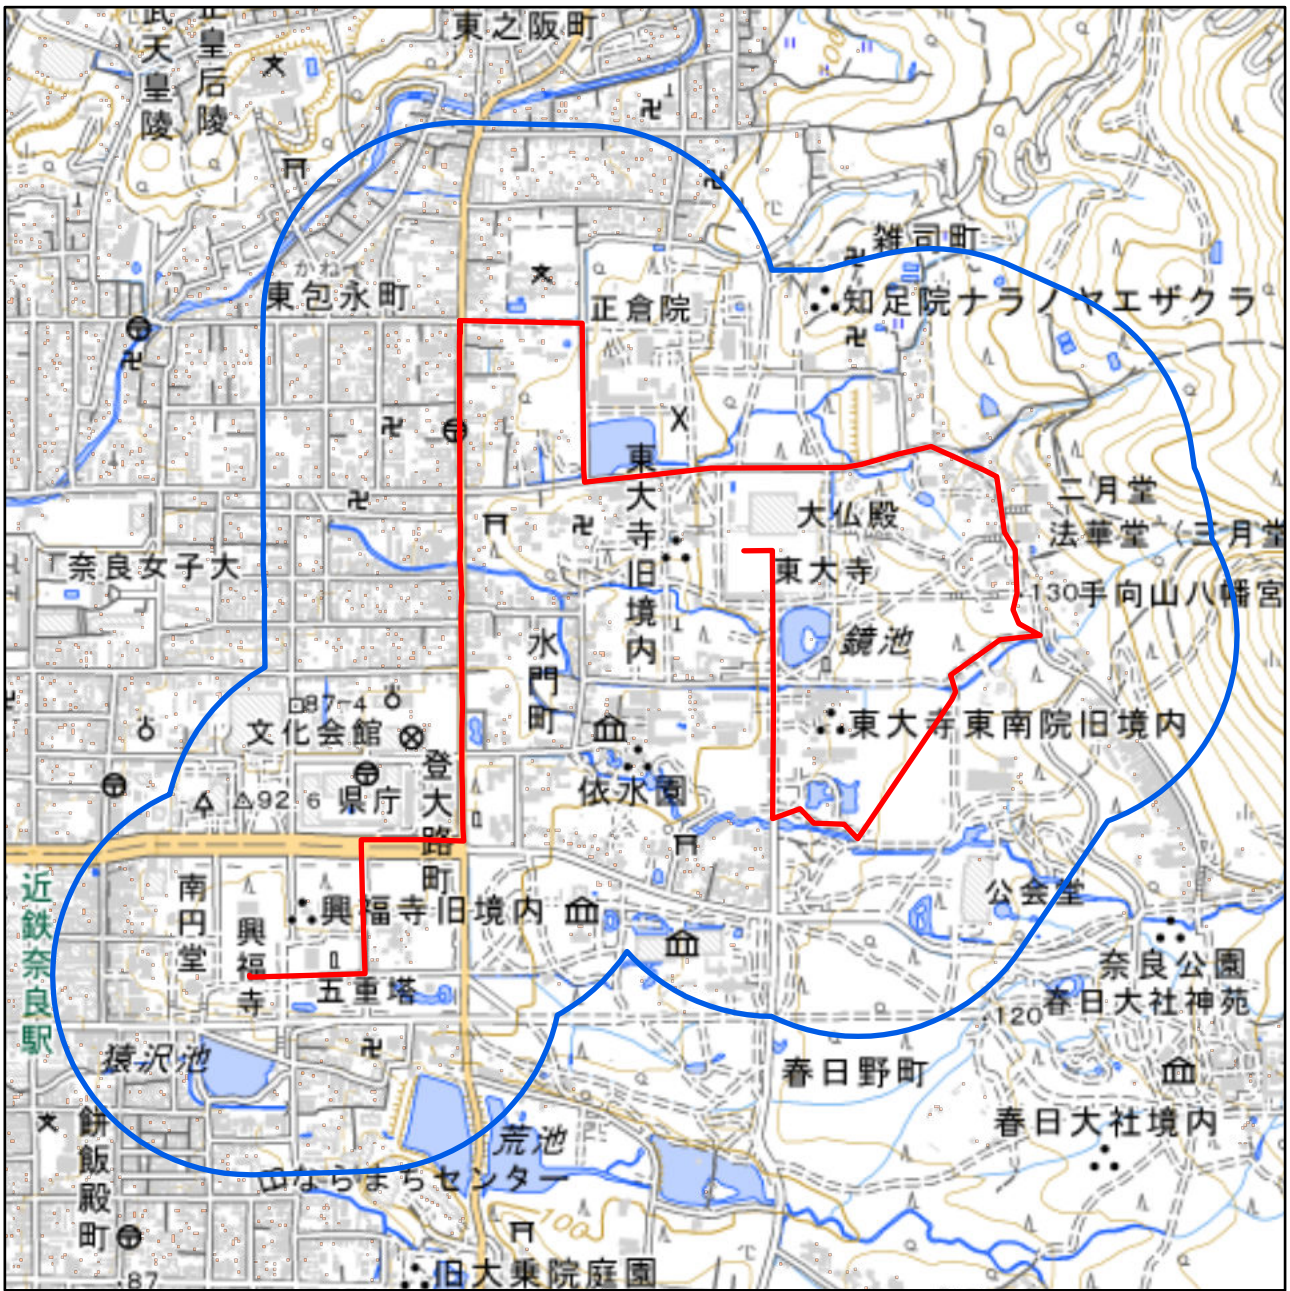 東之阪町
武天皇陵
皇后陵
雑司町
かね
東包永町
正倉院
知足院ナラノヤエザクラ
東大寺旧境内
二月堂
大仏殿
法華堂(三月堂
奈良女子大
東大寺
130
手向山八幡宮
水門町
鏡池
87.4
文化会館
東大寺東南院旧境内
登大路町
92.6
県庁
依水園
近鉄奈良駅
南円堂
興福寺
興福寺旧境内
公会堂
五重塔
奈良公園
春日大社神苑
120
猿沢池
春日野町
餅飯殿町
荒池
春日大社境内
ならまちセンター
100
100
旧大乗院庭園
87